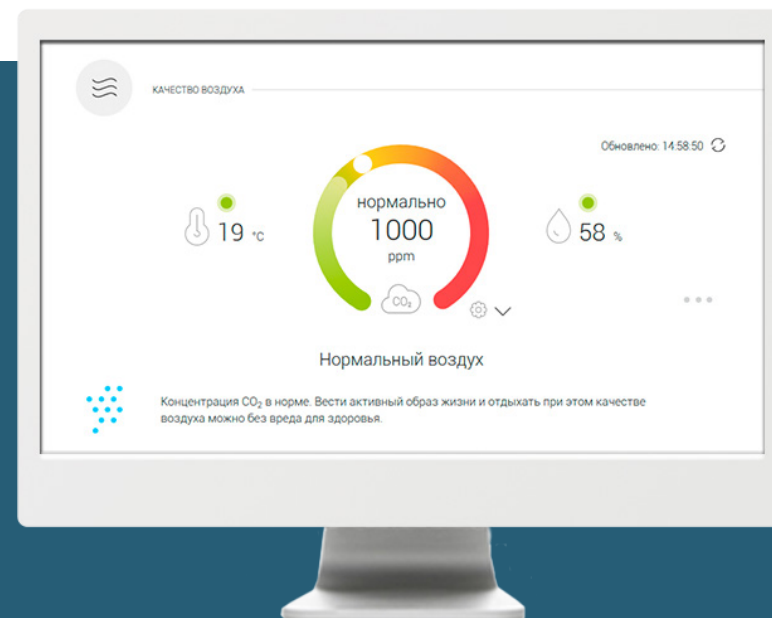 КАЧЕСТВО ВОЗДУХА
Обновлено: 14:58:50
нормально
19 °C
1000
58 %
ppm
CO₂
Нормальный воздух
Концентрация CO₂ в норме. Вести активный образ жизни и отдыхать при этом качестве
воздуха можно без вреда для здоровья.